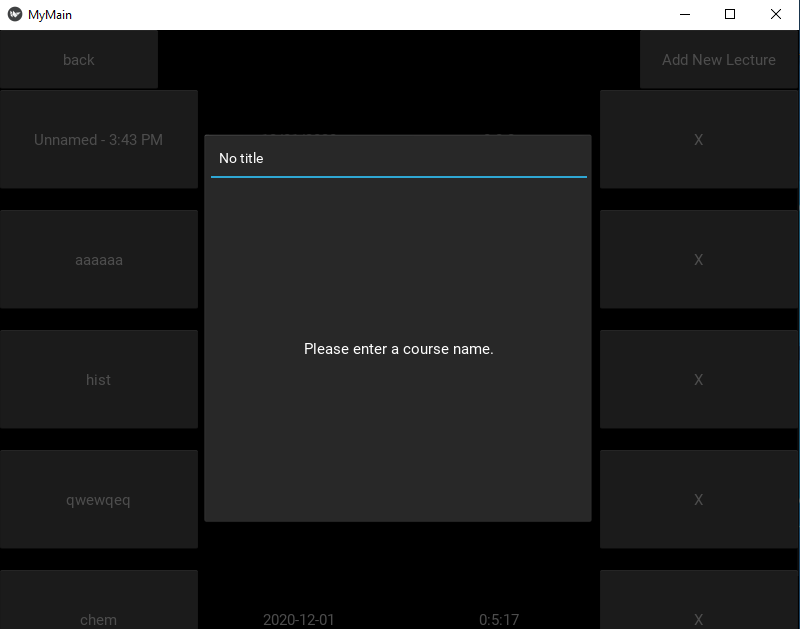 MyMain
back
Add New Lecture
Unnamed - 3:43 PM
X
No title
aaaaaa
X
Please enter a course name.
hist
X
qwewqeq
X
chem
2020-12-01
0:5:17
X